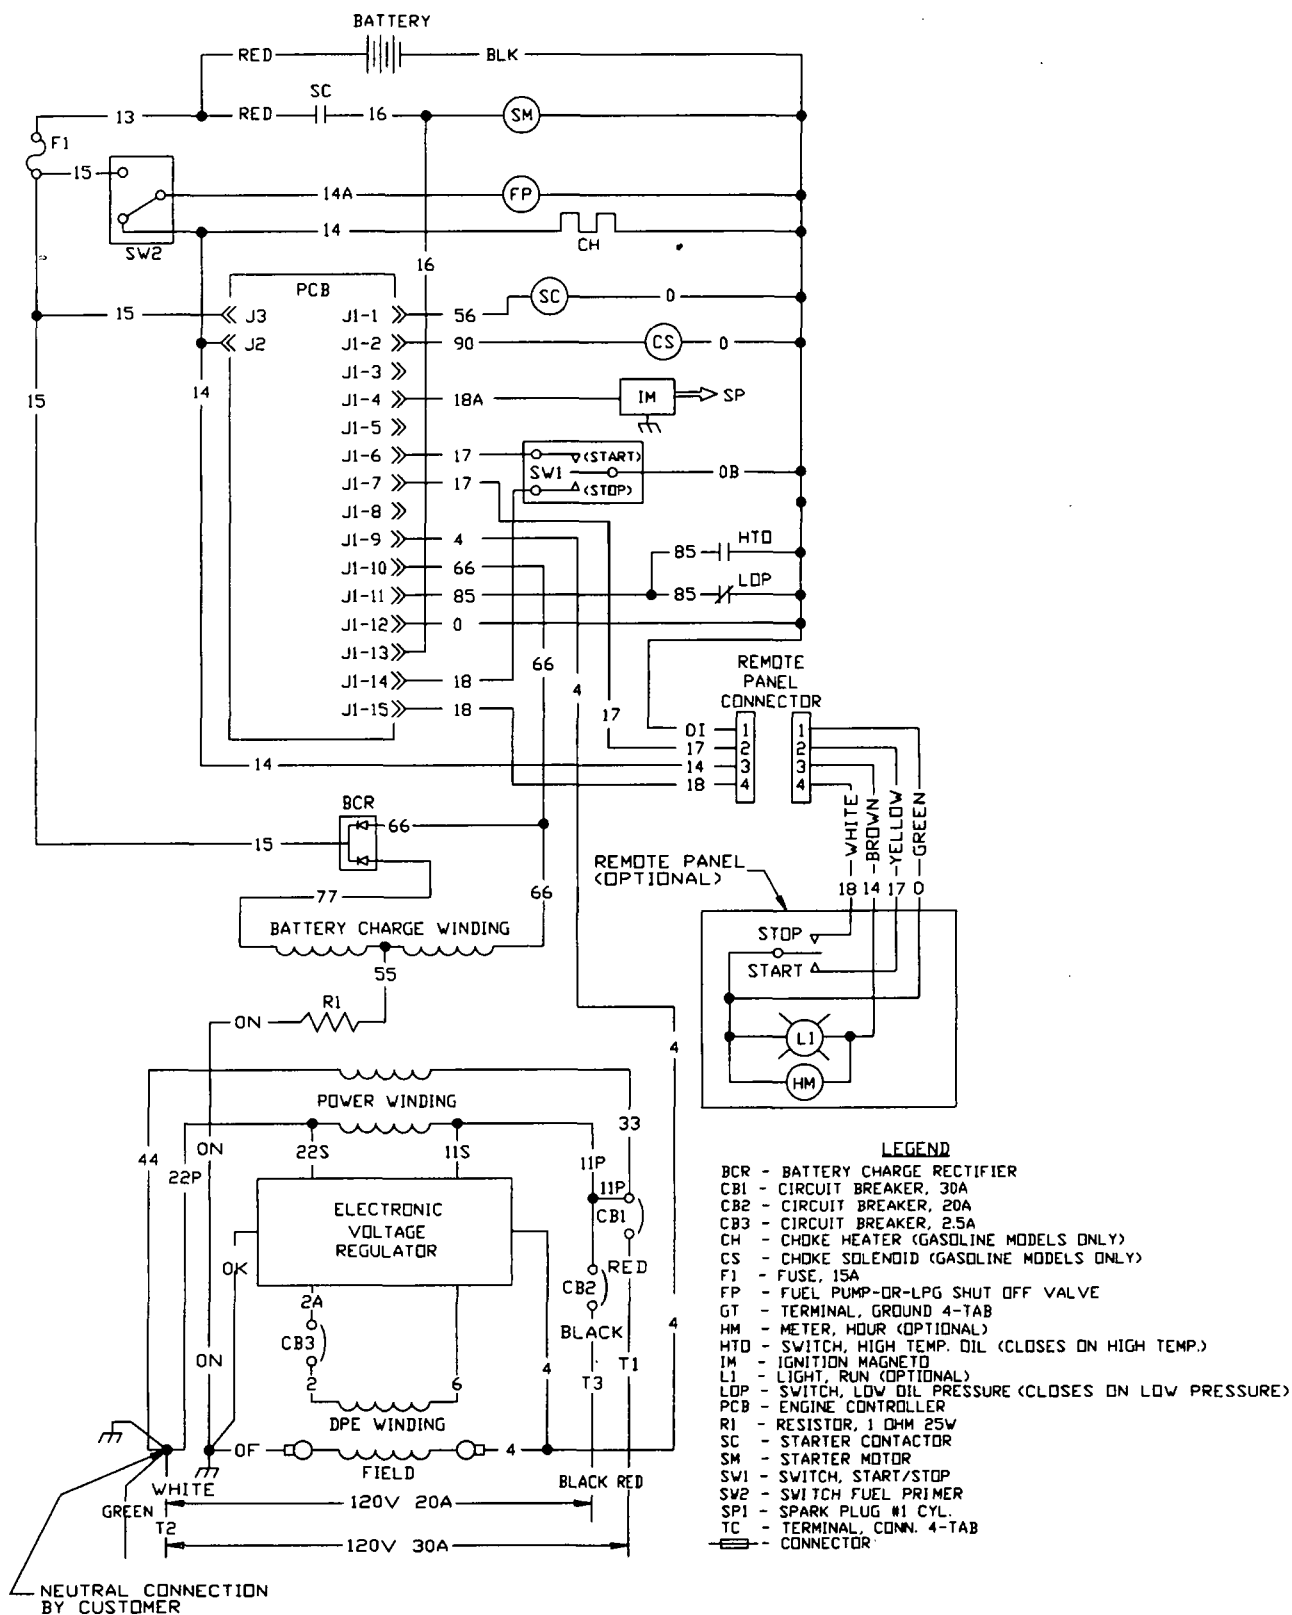 BATTERY
RED
BLK
SC
13
RED
16
SM
F1
15
14A
FP
14
CH
SW2
16
PCB
SC
0
15
J3
J1-1
56
J2
J1-2
90
CS
0
J1-3
14
15
J1-4
18A
IM
SP
J1-5
J1-6
17
(START)
SW1
0B
J1-7
17
(STOP)
J1-8
J1-9
4
HTO
85
J1-10
66
LOP
J1-11
85
85
J1-12
0
J1-13
66
REMOTE
PANEL
CONNECTOR
J1-14
18
4
J1-15
18
17
OI
1
1
17
2
2
14
14
3
3
18
4
4
BCR
66
15
WHITE
BROWN
YELLOW
GREEN
REMOTE PANEL
(OPTIONAL)
77
66
18
14
17
0
BATTERY CHARGE WINDING
STOP
55
START
R1
ON
4
L1
HM
POWER WINDING
33
ON
22S
11S
44
22P
11P
11P
CB1
ELECTRONIC
VOLTAGE
REGULATOR
OK
RED
2A
CB2
CB3
BLACK
4
ON
4
T1
2
6
T3
DPE WINDING
OF
4
FIELD
WHITE
BLACK
RED
GREEN
120V 20A
T2
120V 30A
NEUTRAL CONNECTION
BY CUSTOMER
LEGEND
BCR - BATTERY CHARGE RECTIFIER
CB1 - CIRCUIT BREAKER, 30A
CB2 - CIRCUIT BREAKER, 20A
CB3 - CIRCUIT BREAKER, 2.5A
CH - CHOKE HEATER (GASOLINE MODELS ONLY)
CS - CHOKE SOLENOID (GASOLINE MODELS ONLY)
F1 - FUSE, 15A
FP - FUEL PUMP-OR-LPG SHUT OFF VALVE
GT - TERMINAL, GROUND 4-TAB
HM - METER, HOUR (OPTIONAL)
HTO - SWITCH, HIGH TEMP. OIL (CLOSES ON HIGH TEMP.)
IM - IGNITION MAGNETO
L1 - LIGHT, RUN (OPTIONAL)
LOP - SWITCH, LOW OIL PRESSURE (CLOSES ON LOW PRESSURE)
PCB - ENGINE CONTROLLER
R1 - RESISTOR, 1 OHM 25W
SC - STARTER CONTACTOR
SM - STARTER MOTOR
SW1 - SWITCH, START/STOP
SW2 - SWITCH FUEL PRIMER
SP1 - SPARK PLUG #1 CYL.
TC - TERMINAL, CONN. 4-TAB
- CONNECTOR